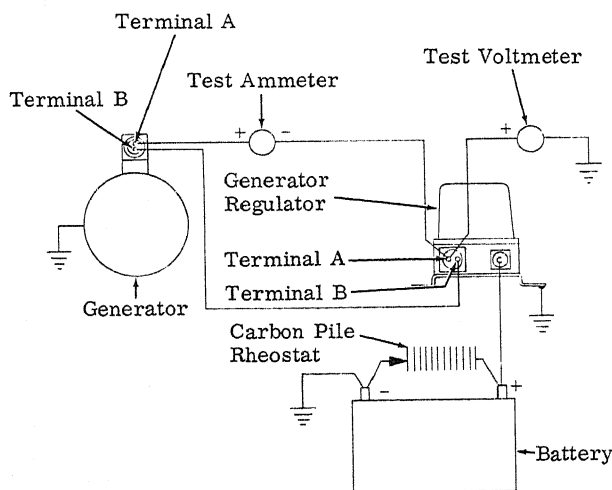 Terminal A
Test Ammeter
Test Voltmeter
Terminal B
+ -
+
Generator
Regulator
Terminal A
Terminal B
Generator
-
C
Carbon Pile
Rheostat
- +
Battery